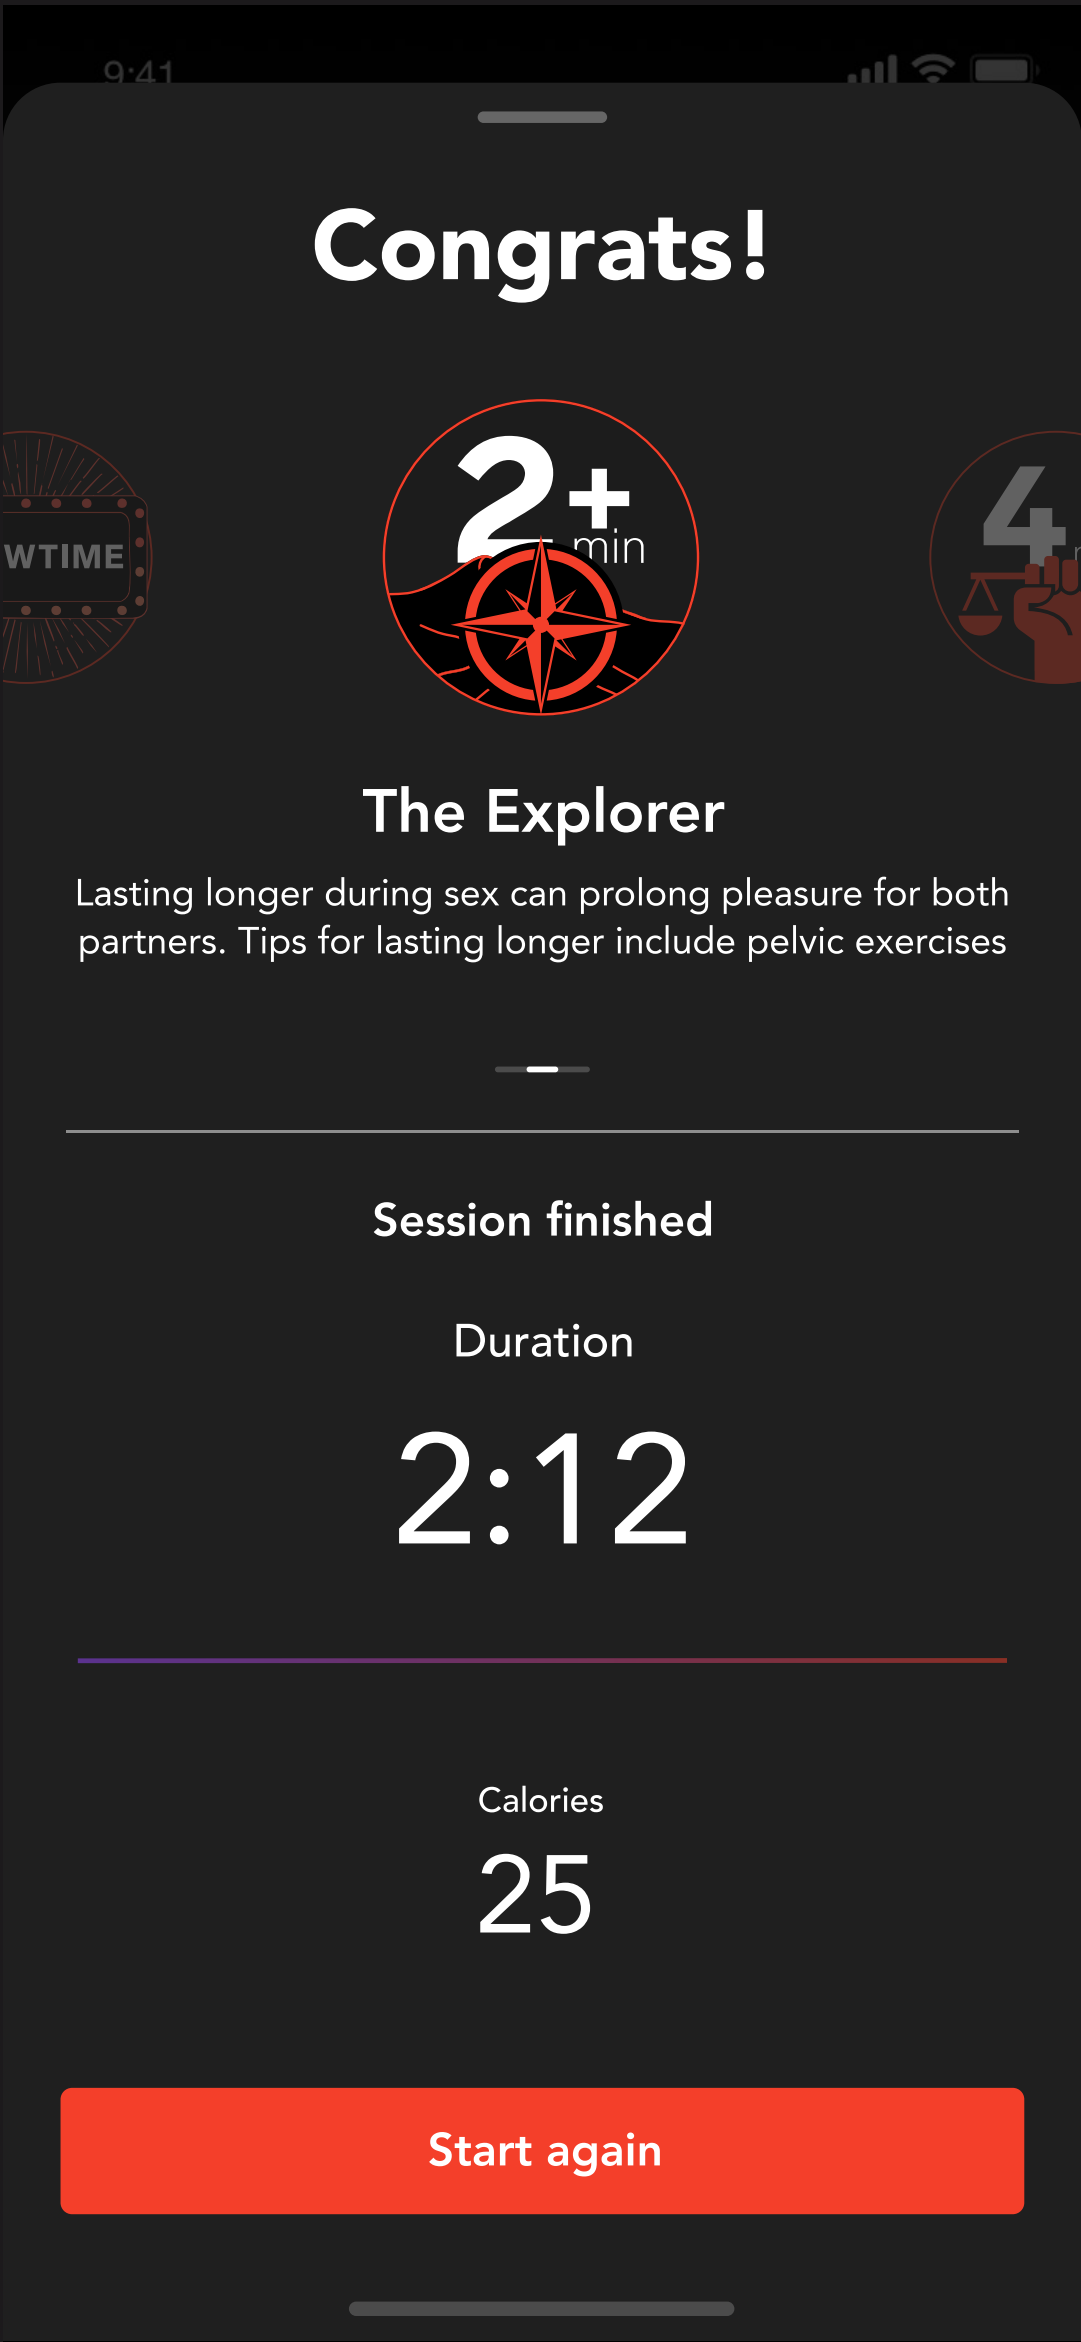 9:41
Congrats!
WTIME
2+
min
4
The Explorer
Lasting longer during sex can prolong pleasure for both
partners. Tips for lasting longer include pelvic exercises
Session finished
Duration
2:12
Calories
25
Start again